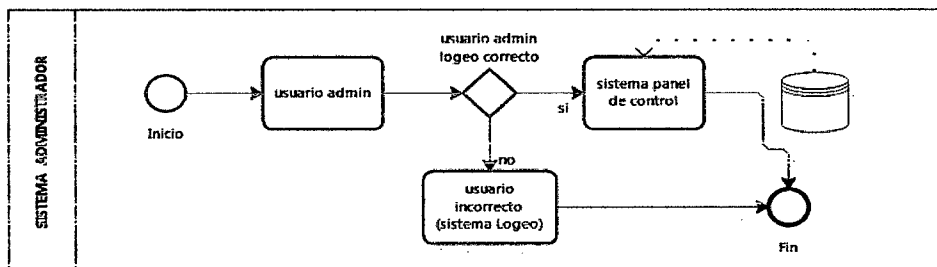 SISTEMA ADMINISTRADOR
Inicio
usuario admin
usuario admin
logeo correcto
si
no
sistema panel
de control
usuario
incorrecto
(sistema Logeo)
Fin